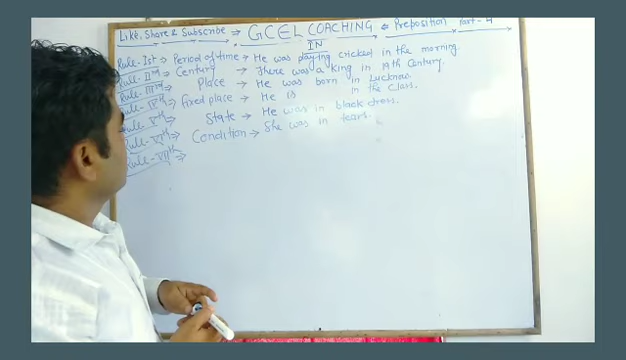 Like, Share & Subscribe ⇒ GCEL COACHING ⇐ Preposition Part-4
IN
Rule-Ist → Period of time → He was playing cricked in the morning.
Rule-IInd ⇒ Century → There was a king in 19th Century.
Rule-IIIrd ⇒ Place → He was born in Lucknow.
Rule-IVth ⇒ fixed place → He is in the class.
Rule-Vth ⇒ State → He was in black dress.
Rule-VIth ⇒ Condition → She was in tears.
Rule-VIIth ⇒